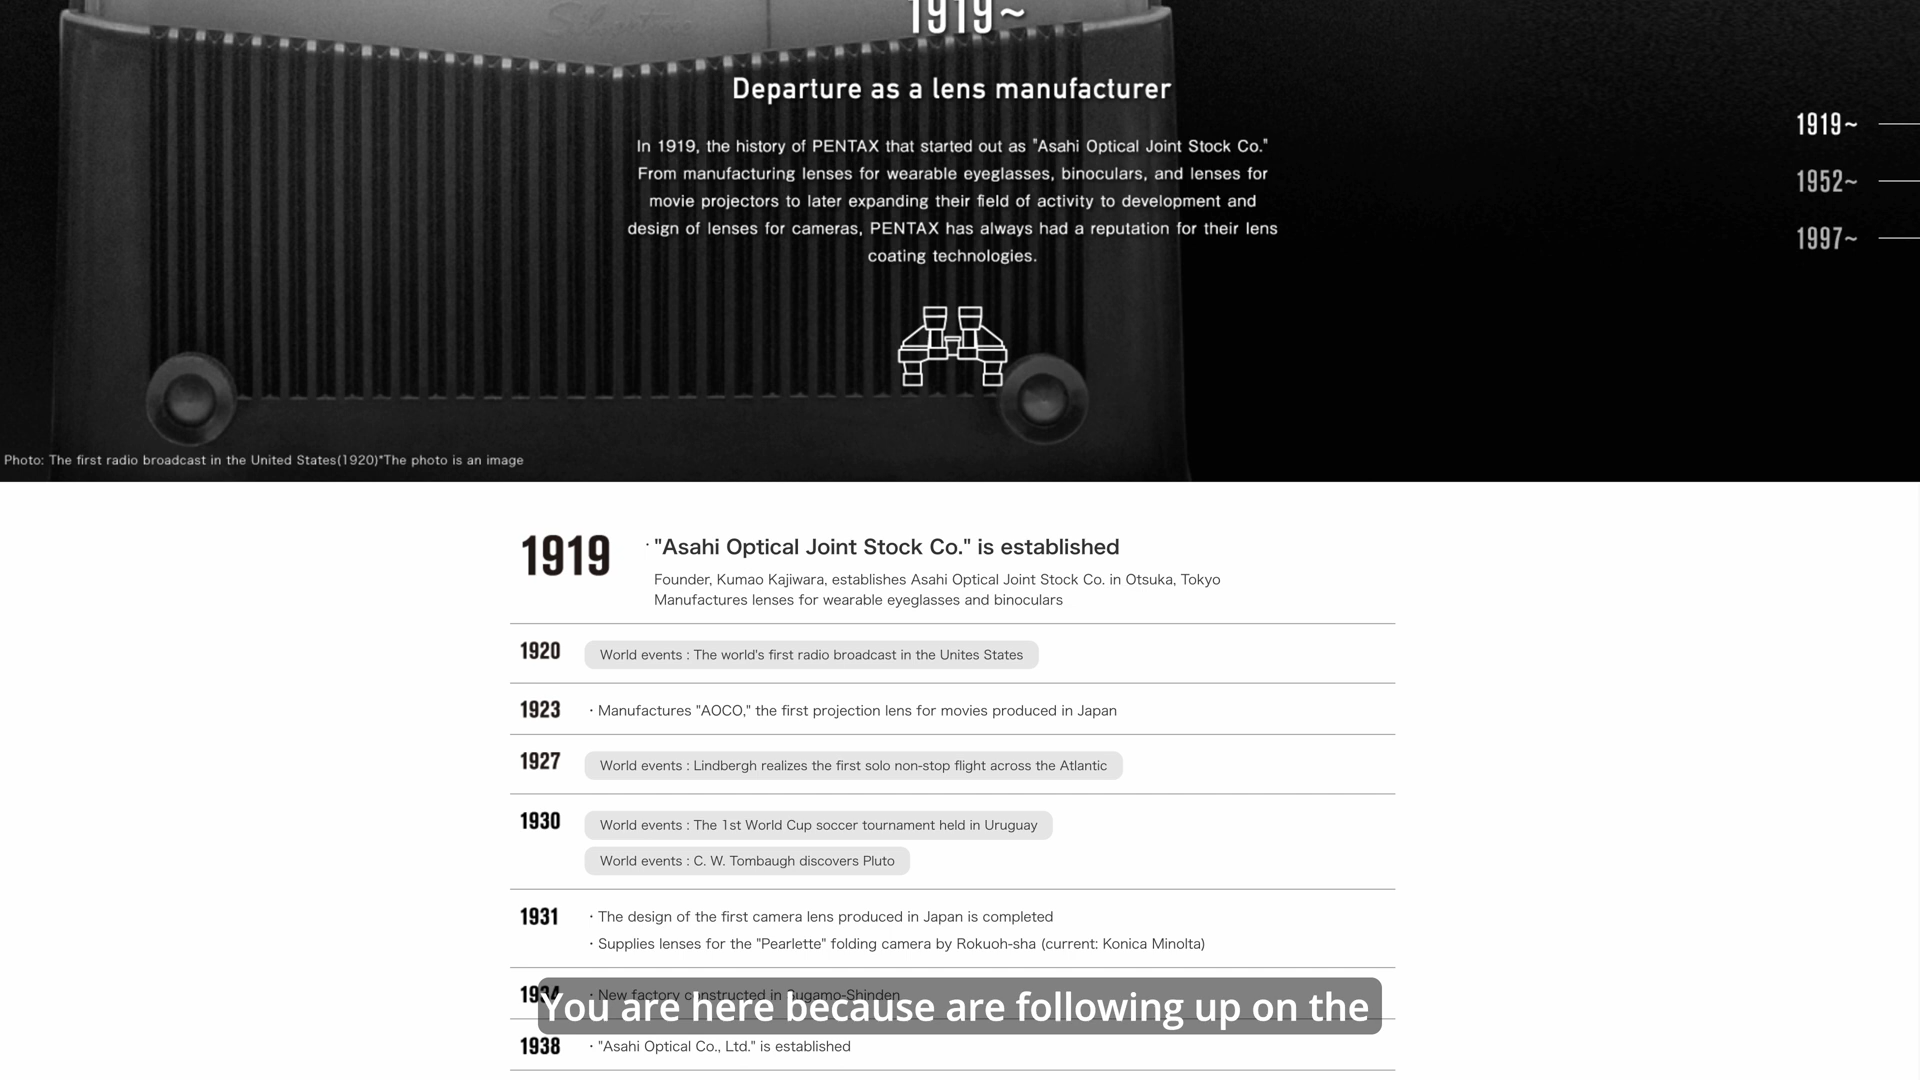 1919~
Departure as a lens manufacturer
In 1919, the history of PENTAX that started out as "Asahi Optical Joint Stock Co."
From manufacturing lenses for wearable eyeglasses, binoculars, and lenses for
movie projectors to later expanding their field of activity to development and
design of lenses for cameras, PENTAX has always had a reputation for their lens
coating technologies.
1919~
1952~
1997~
Photo: The first radio broadcast in the United States(1920)*The photo is an image
1919
· "Asahi Optical Joint Stock Co." is established
Founder, Kumao Kajiwara, establishes Asahi Optical Joint Stock Co. in Otsuka, Tokyo
Manufactures lenses for wearable eyeglasses and binoculars
1920 World events : The world's first radio broadcast in the Unites States
1923 · Manufactures "AOCO," the first projection lens for movies produced in Japan
1927 World events : Lindbergh realizes the first solo non-stop flight across the Atlantic
1930 World events : The 1st World Cup soccer tournament held in Uruguay
World events : C. W. Tombaugh discovers Pluto
1931 · The design of the first camera lens produced in Japan is completed
· Supplies lenses for the "Pearlette" folding camera by Rokuoh-sha (current: Konica Minolta)
1934 · New factory constructed in Sugamo-Shinden
You are here because are following up on the
1938 · "Asahi Optical Co., Ltd." is established